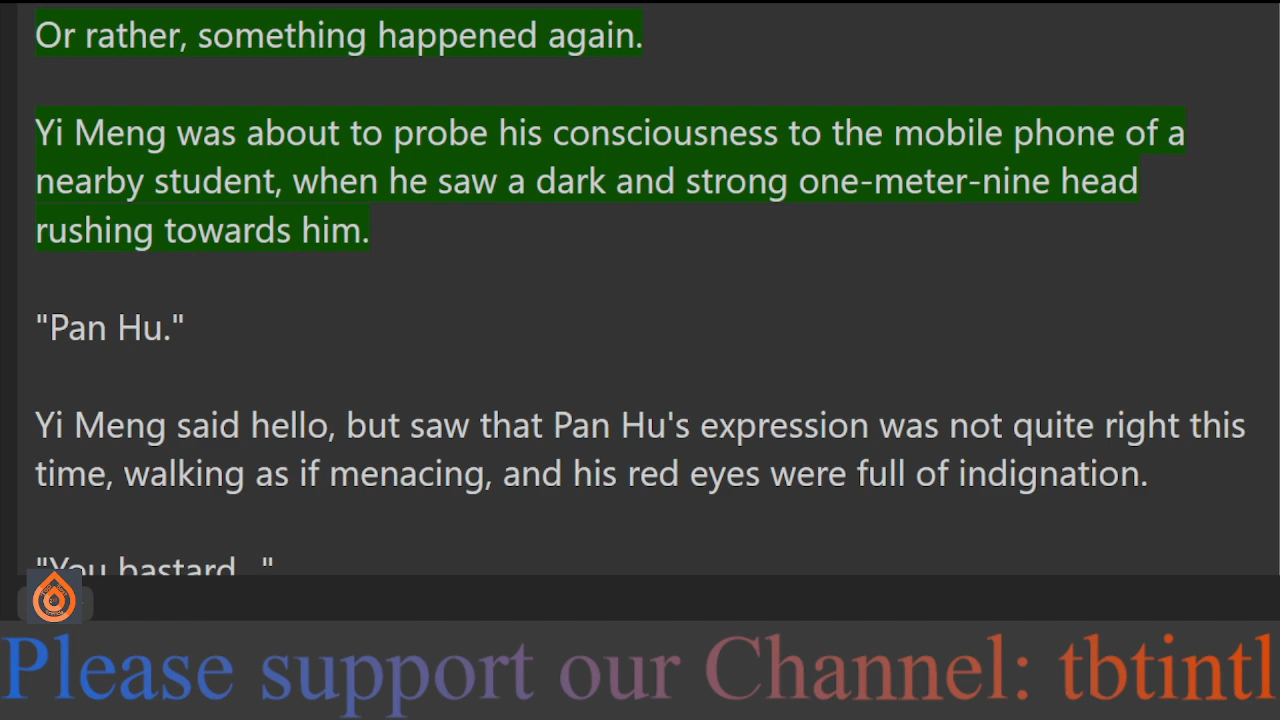 Or rather, something happened again.
Yi Meng was about to probe his consciousness to the mobile phone of a
nearby student, when he saw a dark and strong one-meter-nine head
rushing towards him.
"Pan Hu."
Yi Meng said hello, but saw that Pan Hu's expression was not quite right this
time, walking as if menacing, and his red eyes were full of indignation.
"You bastard..."
Please support our Channel: tbtintl